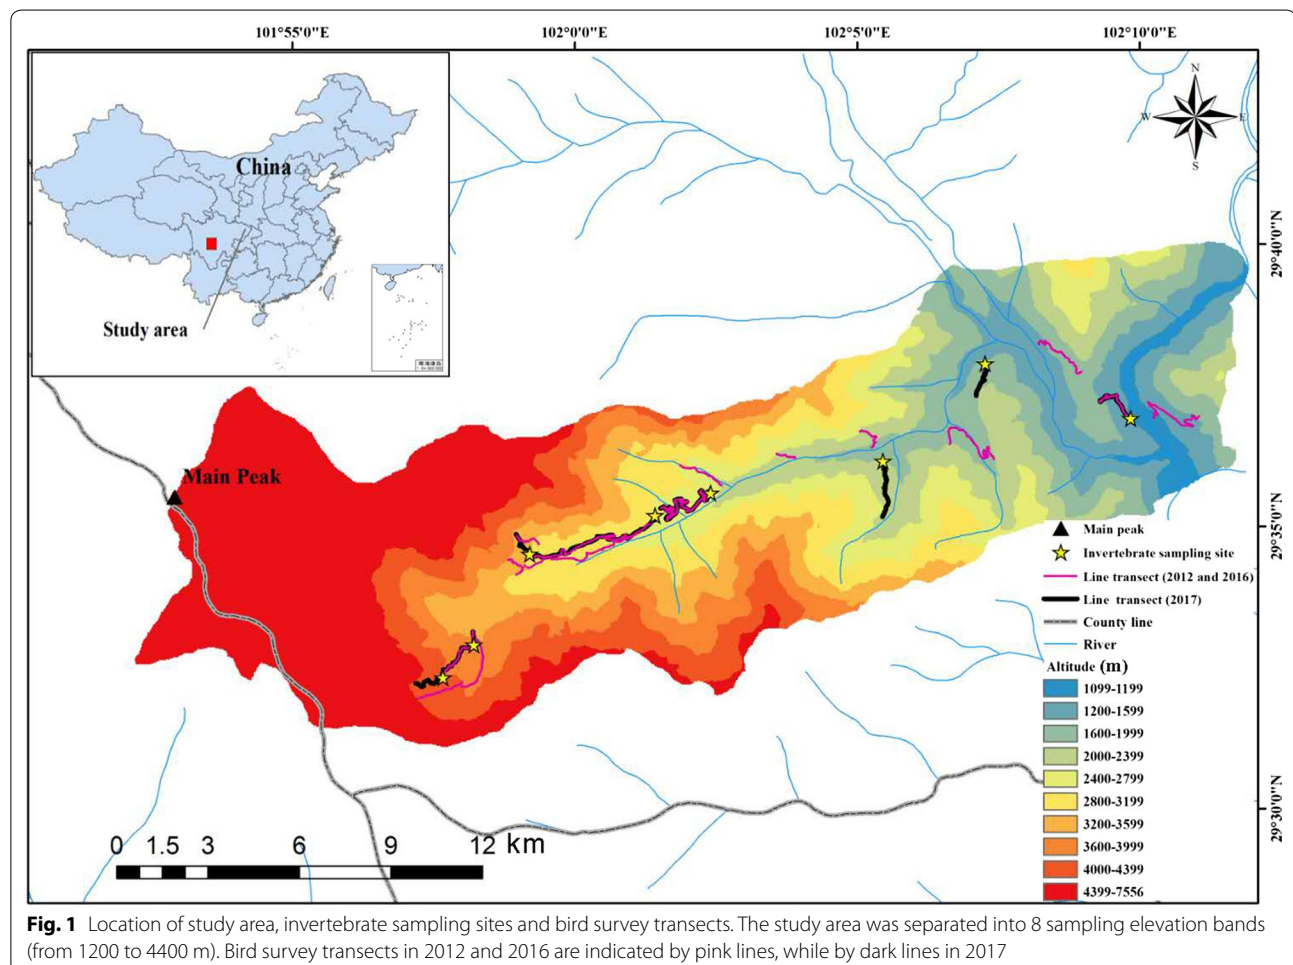 101°55'0"E 102°0'0"E 102°5'0"E 102°10'0"E
N
W E
S
China
Study area
29°40'0"N
Main Peak
29°35'0"N
Main peak
Invertebrate sampling site
Line transect (2012 and 2016)
Line transect (2017)
County line
River
Altitude (m)
1099-1199
1200-1599
1600-1999
2000-2399
2400-2799
2800-3199
3200-3599
3600-3999
4000-4399
4399-7556
29°30'0"N
0 1.5 3 6 9 12 km
Fig. 1 Location of study area, invertebrate sampling sites and bird survey transects. The study area was separated into 8 sampling elevation bands
(from 1200 to 4400 m). Bird survey transects in 2012 and 2016 are indicated by pink lines, while by dark lines in 2017